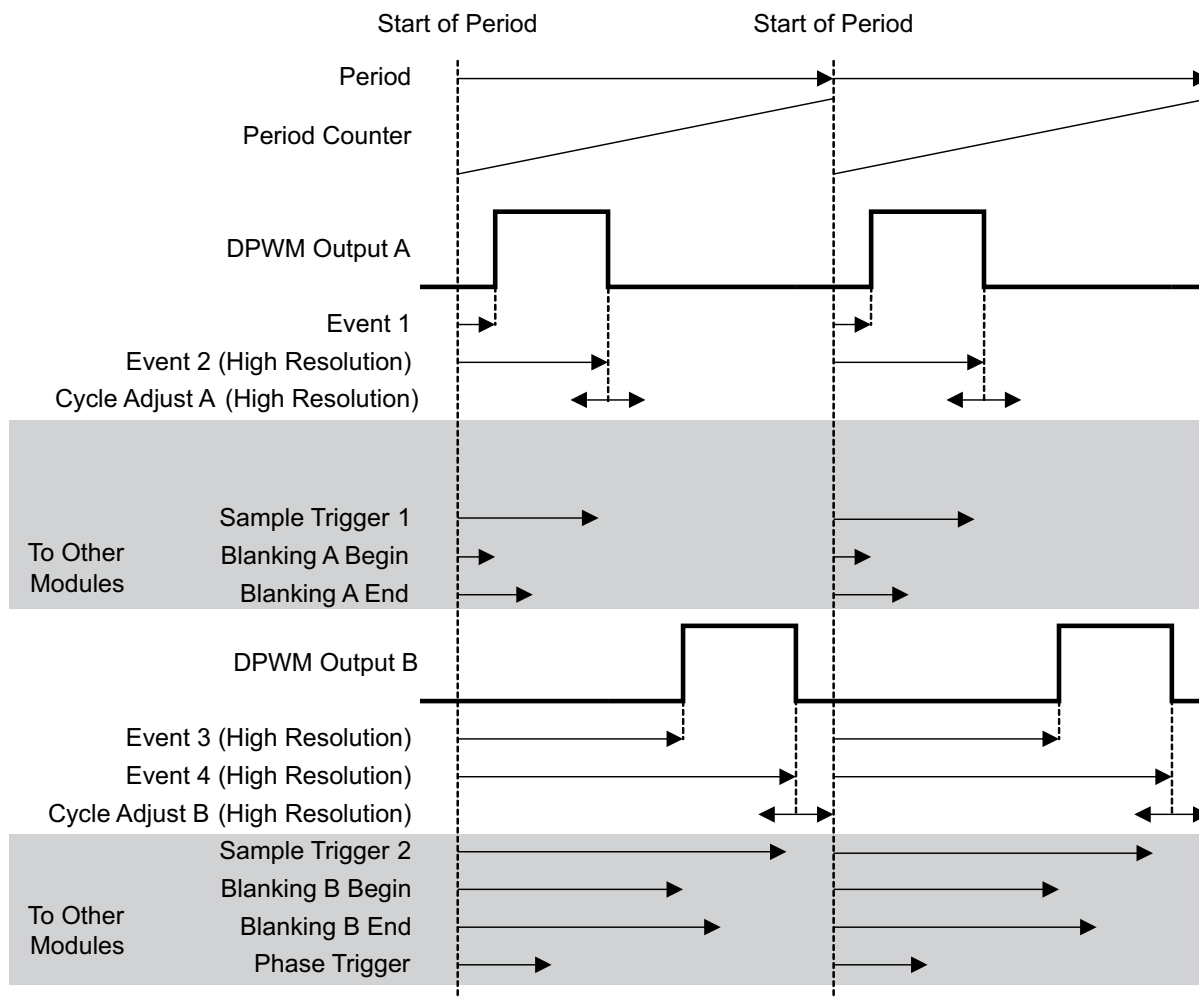 Start of Period
Start of Period
Period
Period Counter
DPWM Output A
Event 1
Event 2 (High Resolution)
Cycle Adjust A (High Resolution)
To Other
Modules
Sample Trigger 1
Blanking A Begin
Blanking A End
DPWM Output B
Event 3 (High Resolution)
Event 4 (High Resolution)
Cycle Adjust B (High Resolution)
To Other
Modules
Sample Trigger 2
Blanking B Begin
Blanking B End
Phase Trigger